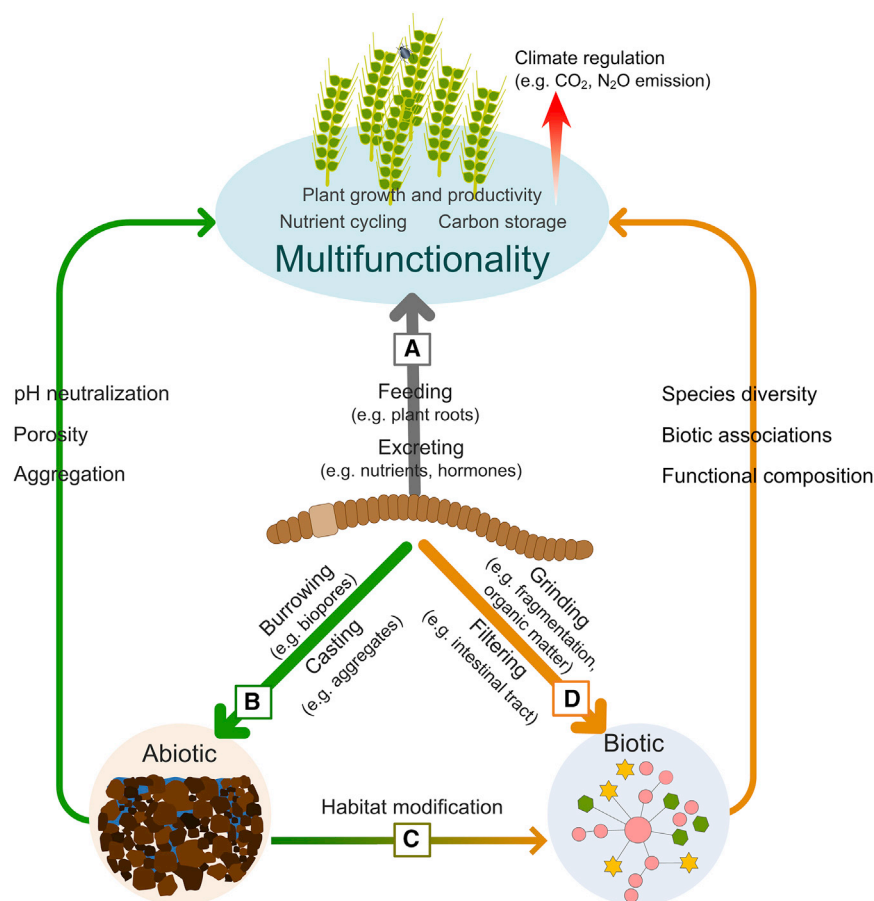 Climate regulation
(e.g. CO₂, N₂O emission)
Plant growth and productivity
Nutrient cycling Carbon storage
Multifunctionality
A
pH neutralization
Porosity
Aggregation
Feeding
(e.g. plant roots)
Excreting
(e.g. nutrients, hormones)
Species diversity
Biotic associations
Functional composition
Burrowing
(e.g. biopores)
Casting
(e.g. aggregates)
B
Grinding
(e.g. fragmentation,
organic matter)
Filtering
(e.g. intestinal tract)
D
Abiotic
Biotic
Habitat modification
C